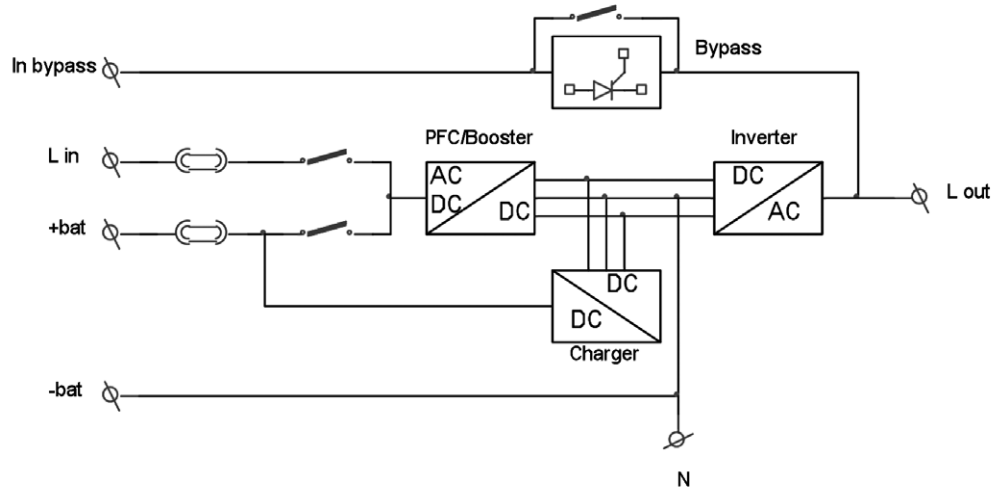 In bypass
Bypass
L in
PFC/Booster
Inverter
AC
DC
DC
DC
AC
L out
+bat
DC
DC
Charger
-bat
N